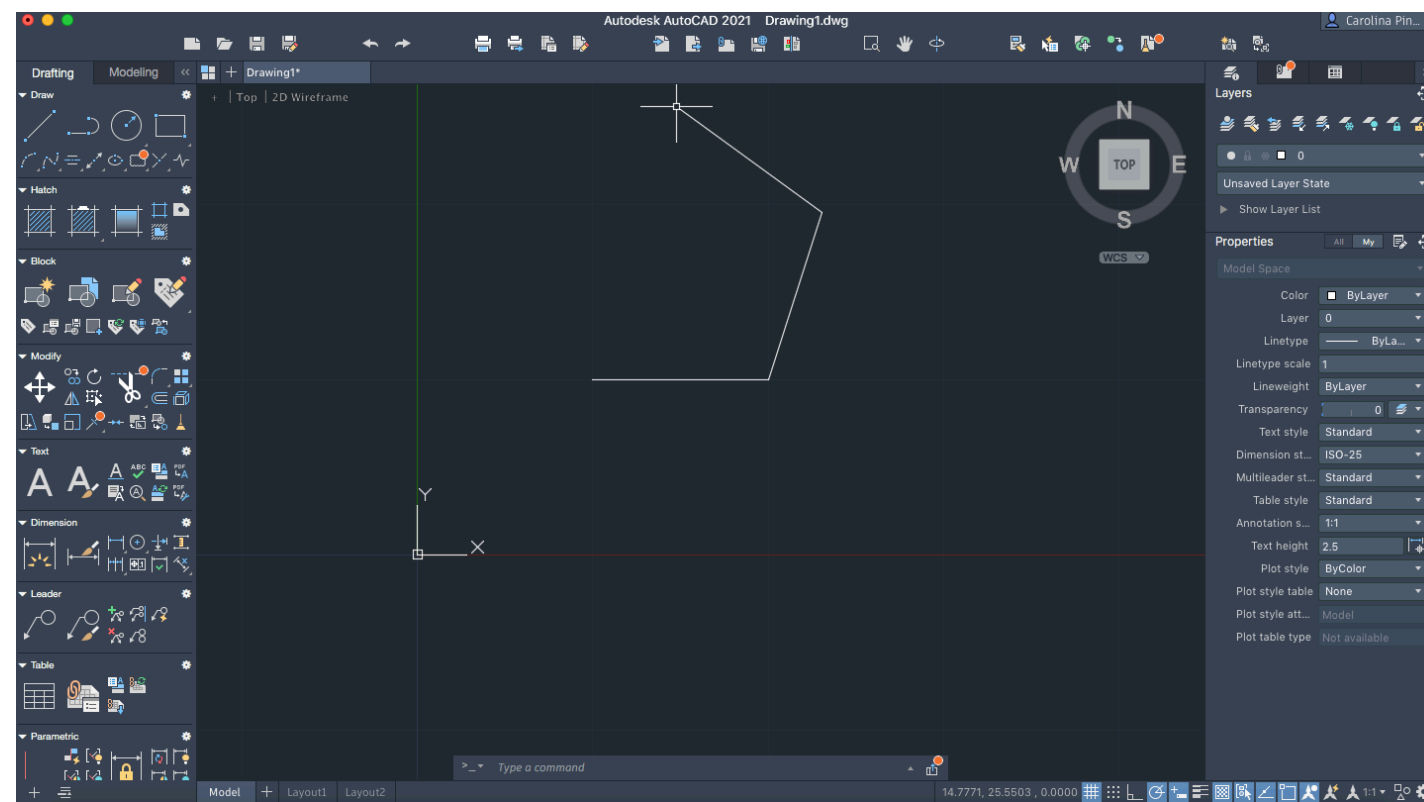 Autodesk AutoCAD 2021 Drawing1.dwg
Carolina Pin...
Drafting Modeling
Drawing1*
+ | Top | 2D Wireframe
Draw
Hatch
Block
Modify
Text
A A A ABC A PDF A
A A PDF
Dimension
Leader
Table
Parametric
N
W TOP E
S
WCS
Y
X
>_ Type a command
Model + Layout1 Layout2
14.7771, 25.5503 , 0.0000
1:1
Layers
0
Unsaved Layer State
Show Layer List
Properties All My
Model Space
Color ByLayer
Layer 0
Linetype ByLa...
Linetype scale 1
Lineweight ByLayer
Transparency 0
Text style Standard
Dimension st... ISO-25
Multileader st... Standard
Table style Standard
Annotation s... 1:1
Text height 2.5
Plot style ByColor
Plot style table None
Plot style att... Model
Plot table type Not available